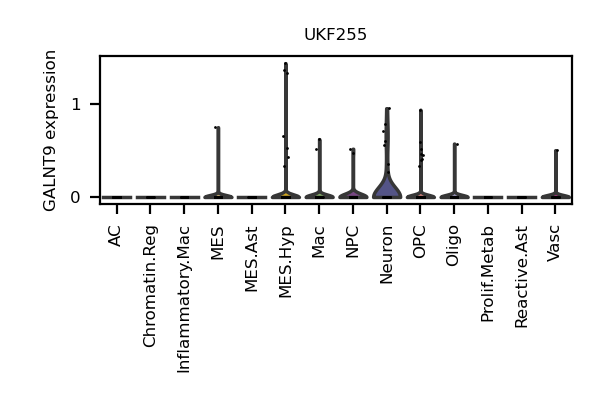 UKF255
GALNT9 expression
1
0
AC
Chromatin.Reg
Inflammatory.Mac
MES
MES.Ast
MES.Hyp
Mac
NPC
Neuron
OPC
Oligo
Prolif.Metab
Reactive.Ast
Vasc